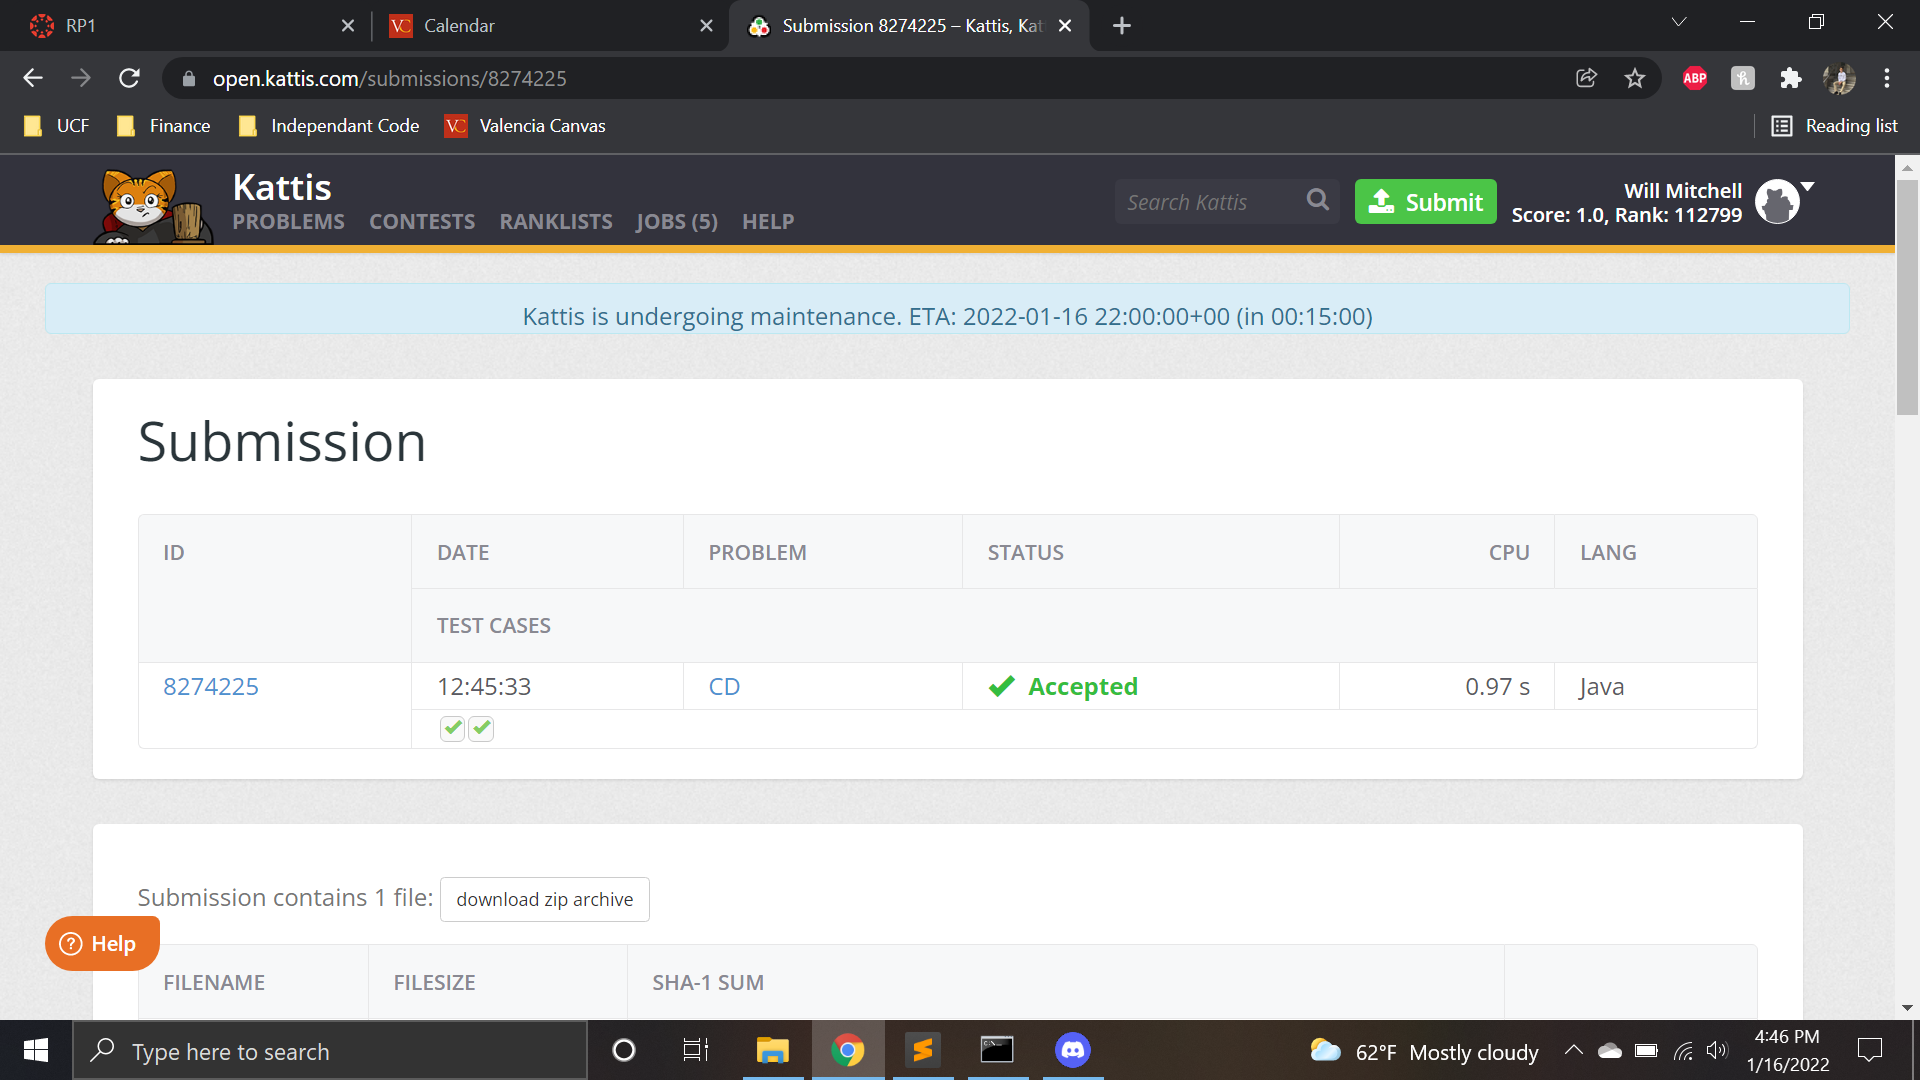 RP1
Calendar
Submission 8274225 – Kattis, Kat
open.kattis.com/submissions/8274225
ABP
UCF
Finance
Independant Code
VC
Valencia Canvas
Reading list
Kattis
PROBLEMS CONTESTS RANKLISTS JOBS (5) HELP
Search Kattis
Submit
Will Mitchell
Score: 1.0, Rank: 112799
Kattis is undergoing maintenance. ETA: 2022-01-16 22:00:00+00 (in 00:15:00)
Submission
ID DATE PROBLEM STATUS CPU LANG
TEST CASES
8274225 12:45:33 CD Accepted 0.97 s Java
Submission contains 1 file: download zip archive
Help
FILENAME FILESIZE SHA-1 SUM
Type here to search
62°F Mostly cloudy
4:46 PM
1/16/2022